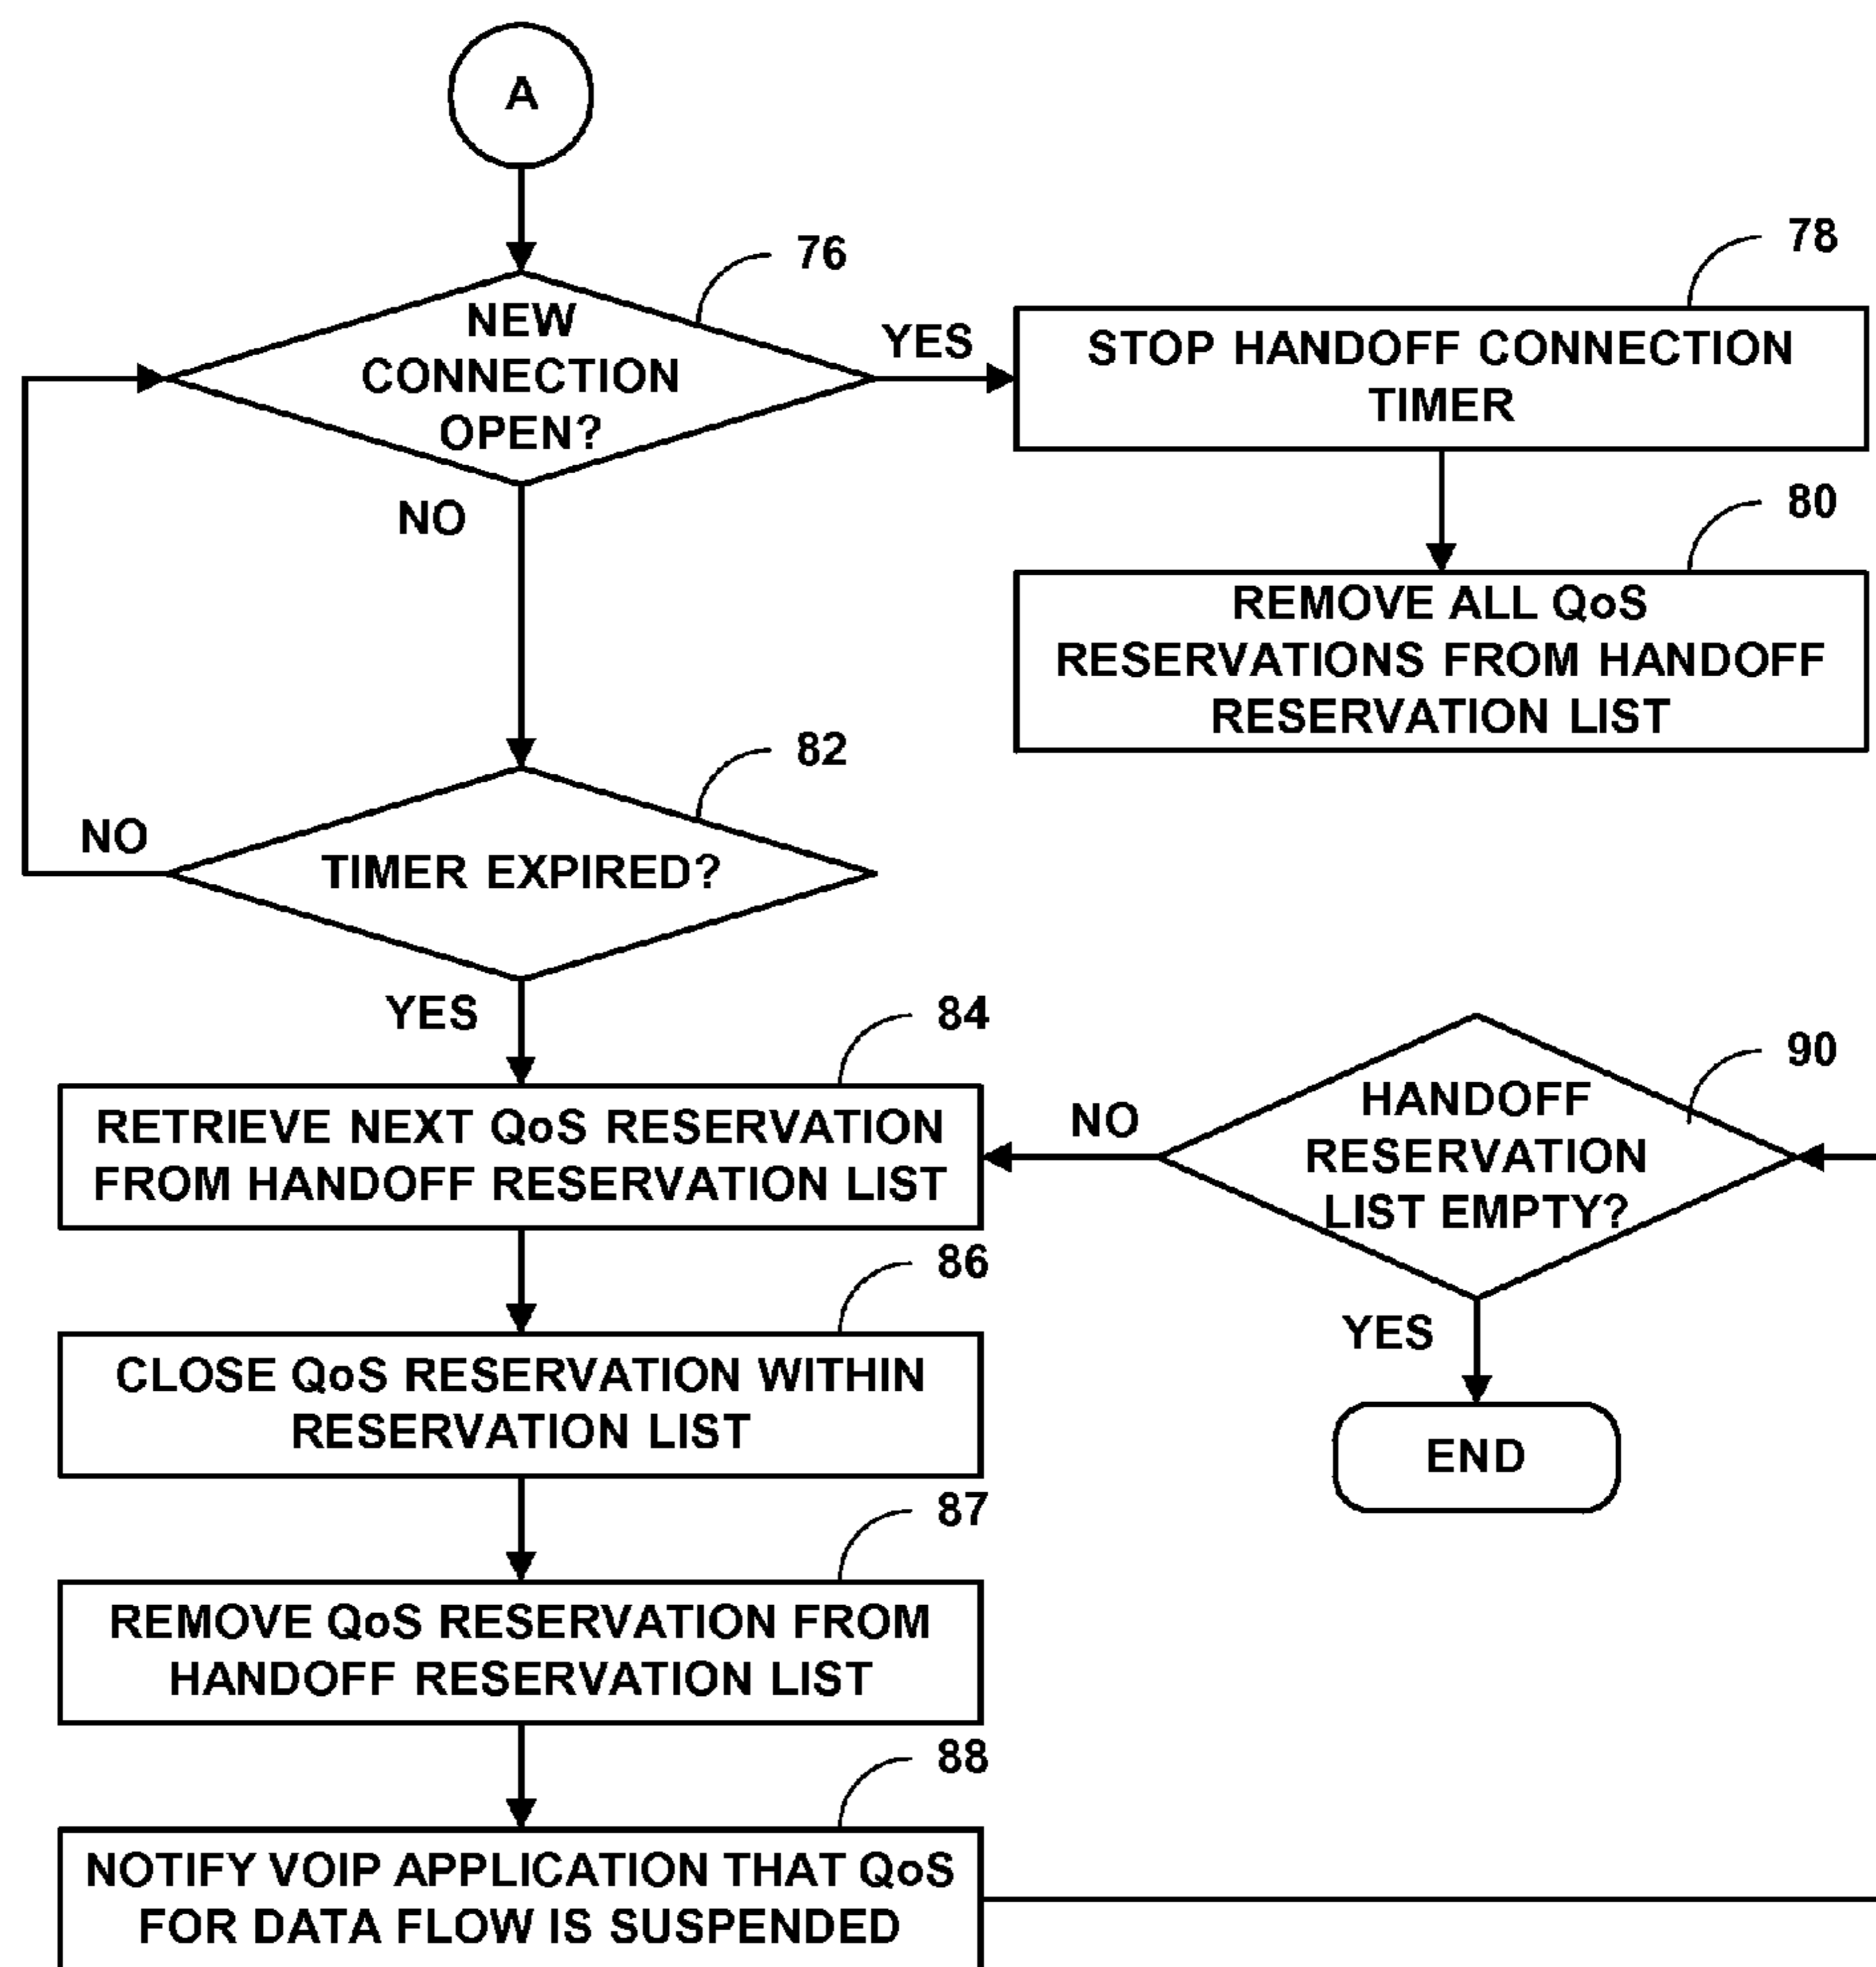 A
76
NEW
CONNECTION
OPEN?
YES
NO
78
STOP HANDOFF CONNECTION
TIMER
80
REMOVE ALL QoS
RESERVATIONS FROM HANDOFF
RESERVATION LIST
82
TIMER EXPIRED?
NO
YES
84
RETRIEVE NEXT QoS RESERVATION
FROM HANDOFF RESERVATION LIST
90
HANDOFF
RESERVATION
LIST EMPTY?
NO
YES
END
86
CLOSE QoS RESERVATION WITHIN
RESERVATION LIST
87
REMOVE QoS RESERVATION FROM
HANDOFF RESERVATION LIST
88
NOTIFY VOIP APPLICATION THAT QoS
FOR DATA FLOW IS SUSPENDED